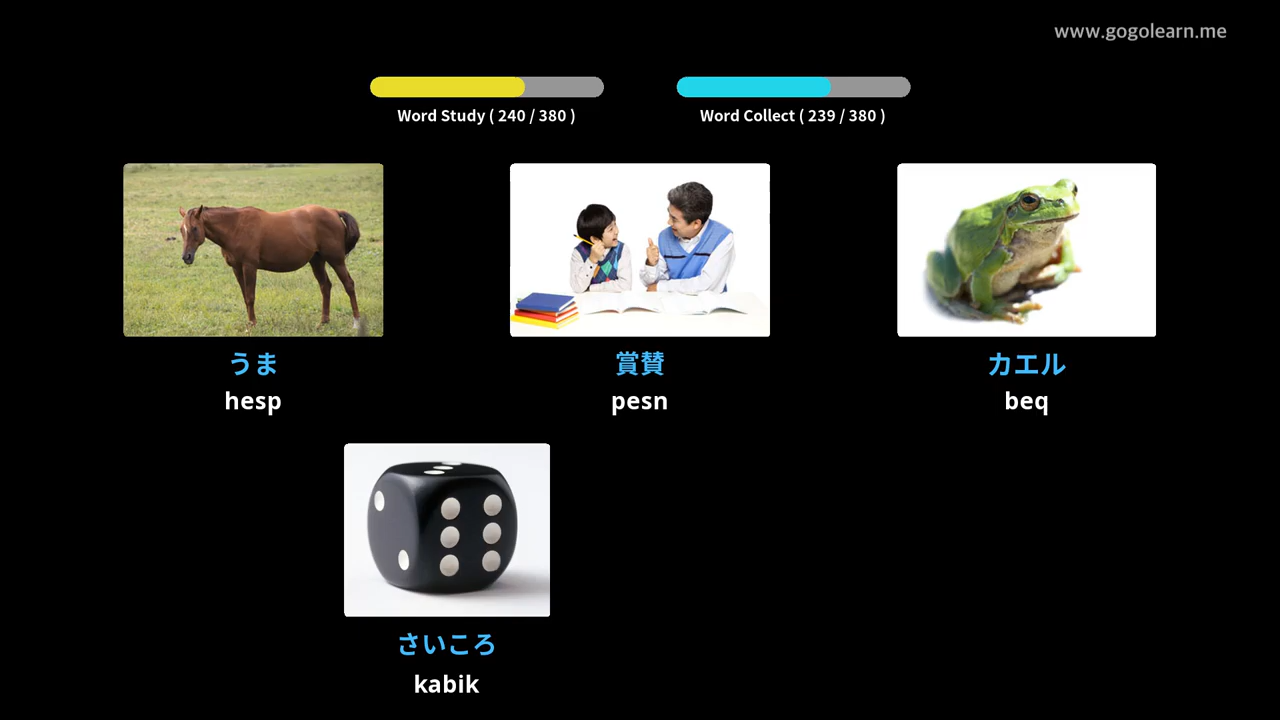 www.gogolearn.me
Word Study ( 240 / 380 )
Word Collect ( 239 / 380 )
うま
hesp
賞賛
pesn
カエル
beq
さいころ
kabik